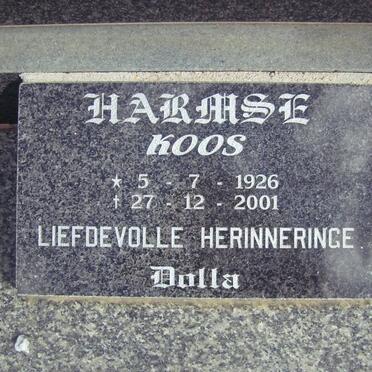 HARMSE
KOOS
★ 5 - 7 - 1926
† 27 - 12 - 2001
LIEFDEVOLLE HERINNERINGE
Dolla